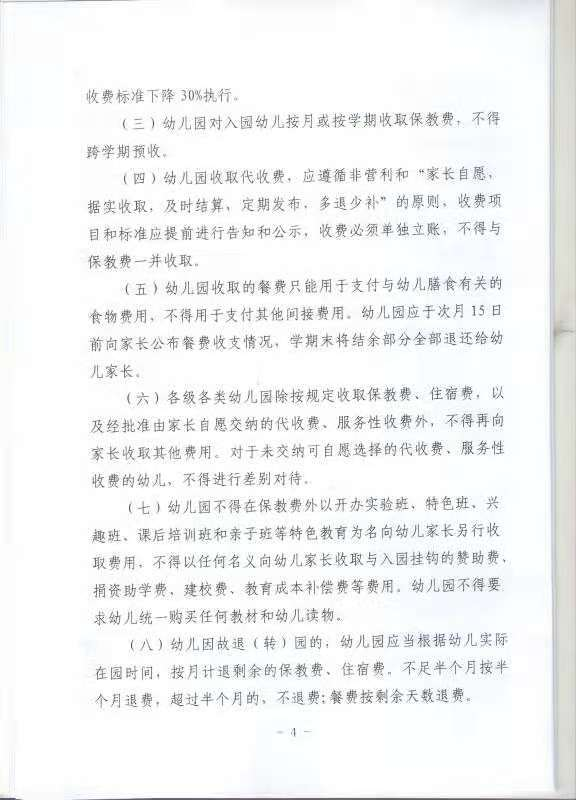 收费标准下降 30%执行。
（三）幼儿园对入园幼儿按月或按学期收取保教费，不得
跨学期预收。
（四）幼儿园收取代收费，应遵循非营利和“家长自愿、
据实收取，及时结算，定期发布，多退少补”的原则，收费项
目和标准应提前进行告知和公示，收费必须单独立账，不得与
保教费一并收取。
（五）幼儿园收取的餐费只能用于支付与幼儿膳食有关的
食物费用，不得用于支付其他间接费用。幼儿园应于次月 15 日
前向家长公布餐费收支情况，学期末将结余部分全部退还给幼
儿家长。
（六）各级各类幼儿园除按规定收取保教费、住宿费，以
及经批准由家长自愿交纳的代收费、服务性收费外，不得再向
家长收取其他费用。对于未交纳可自愿选择的代收费、服务性
收费的幼儿，不得进行差别对待。
（七）幼儿园不得在保教费外以开办实验班、特色班、兴
趣班、课后培训班和亲子班等特色教育为名向幼儿家长另行收
取费用，不得以任何名义向幼儿家长收取与入园挂钩的赞助费、
捐资助学费、建校费、教育成本补偿费等费用。幼儿园不得要
求幼儿统一购买任何教材和幼儿读物。
（八）幼儿因故退（转）园的，幼儿园应当根据幼儿实际
在园时间，按月计退剩余的保教费、住宿费。不足半个月按半
个月退费，超过半个月的，不退费；餐费按剩余天数退费。
- 4 -